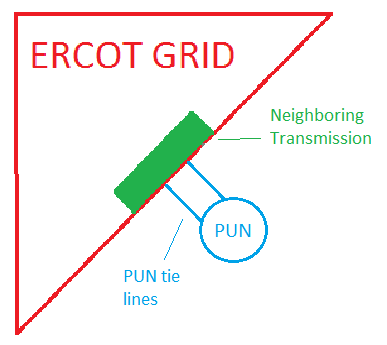 ERCOT GRID
Neighboring
Transmission
PUN
PUN tie
lines